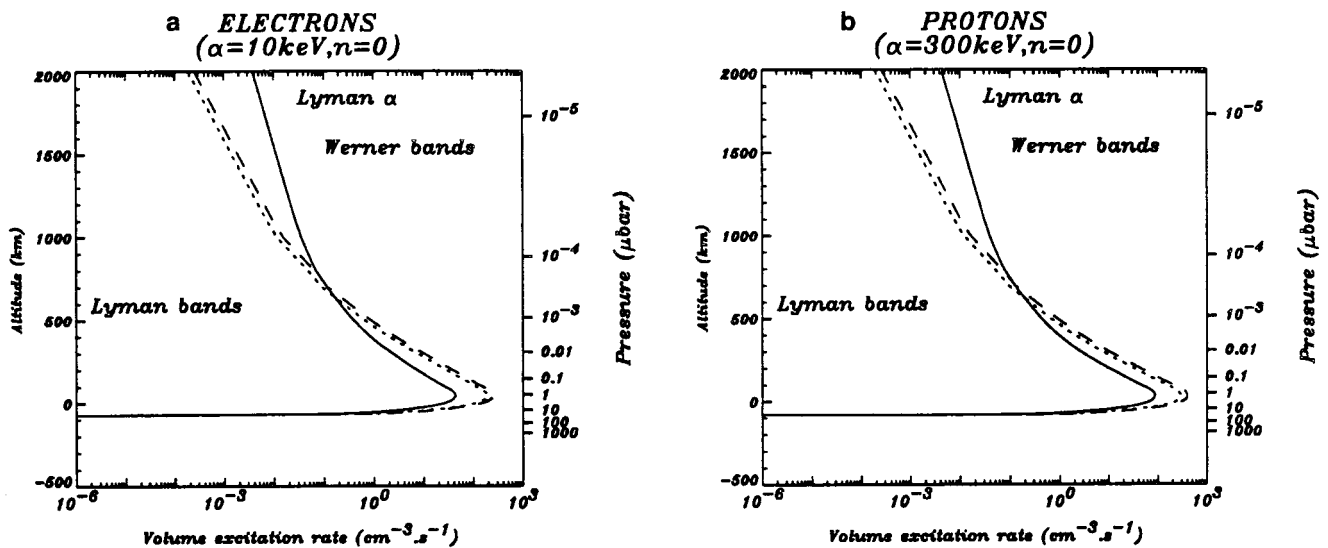 a ELECTRONS
(α=10keV,n=0)
2000
1500
1000
500
0
-500
Altitude (km)
Lyman α
Werner bands
Lyman bands
10⁻⁵
10⁻⁴
10⁻³
0.01
0.1
1
10
100
1000
Pressure (μbar)
10⁻⁶ 10⁻³ 10⁰ 10³
Volume excitation rate (cm⁻³.s⁻¹)
b PROTONS
(α=300keV,n=0)
2000
1500
1000
500
0
-500
Altitude (km)
Lyman α
Werner bands
Lyman bands
10⁻⁵
10⁻⁴
10⁻³
0.01
0.1
1
10
100
1000
Pressure (μbar)
10⁻⁶ 10⁻³ 10⁰ 10³
Volume excitation rate (cm⁻³.s⁻¹)